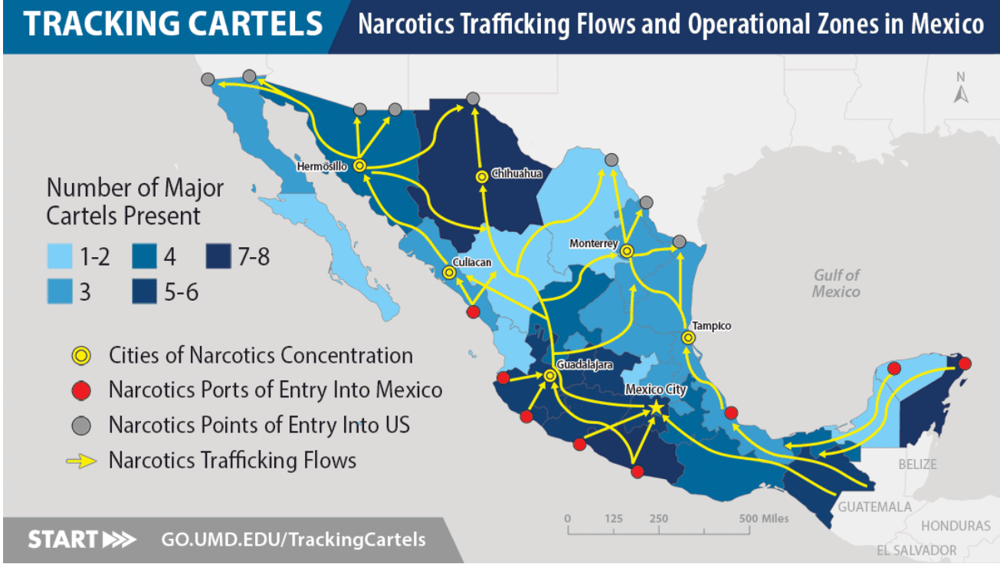 TRACKING CARTELS
Narcotics Trafficking Flows and Operational Zones in Mexico
N
Hermosillo
Chihuahua
Number of Major
Cartels Present
1-2
4
7-8
3
5-6
Monterrey
Culiacan
Gulf of
Mexico
Tampico
Cities of Narcotics Concentration
Narcotics Ports of Entry Into Mexico
Narcotics Points of Entry Into US
Narcotics Trafficking Flows
Guadalajara
Mexico City
BELIZE
GUATEMALA
HONDURAS
EL SALVADOR
0 125 250 500 Miles
START
GO.UMD.EDU/TrackingCartels